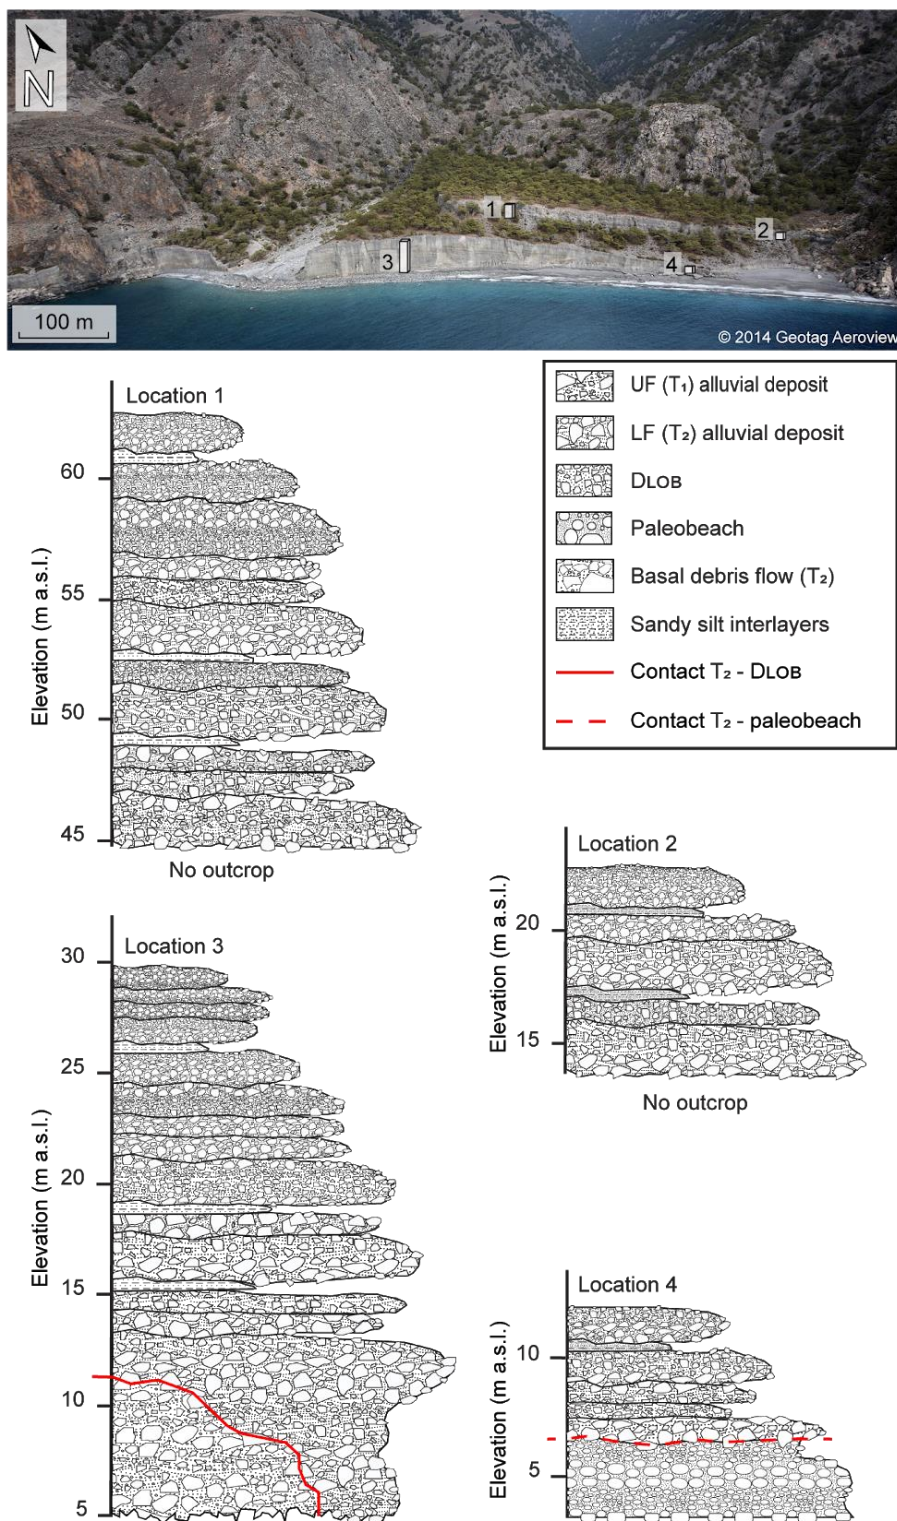 N
1
2
3
4
100 m
© 2014 Geotag Aeroview
Location 1
60
55
50
45
Elevation (m a.s.l.)
No outcrop
UF (T₁) alluvial deposit
LF (T₂) alluvial deposit
DLOB
Paleobeach
Basal debris flow (T₂)
Sandy silt interlayers
Contact T₂ - DLOB
Contact T₂ - paleobeach
Location 2
20
15
Elevation (m a.s.l.)
No outcrop
Location 3
30
25
20
15
10
5
Elevation (m a.s.l.)
Location 4
10
5
Elevation (m a.s.l.)